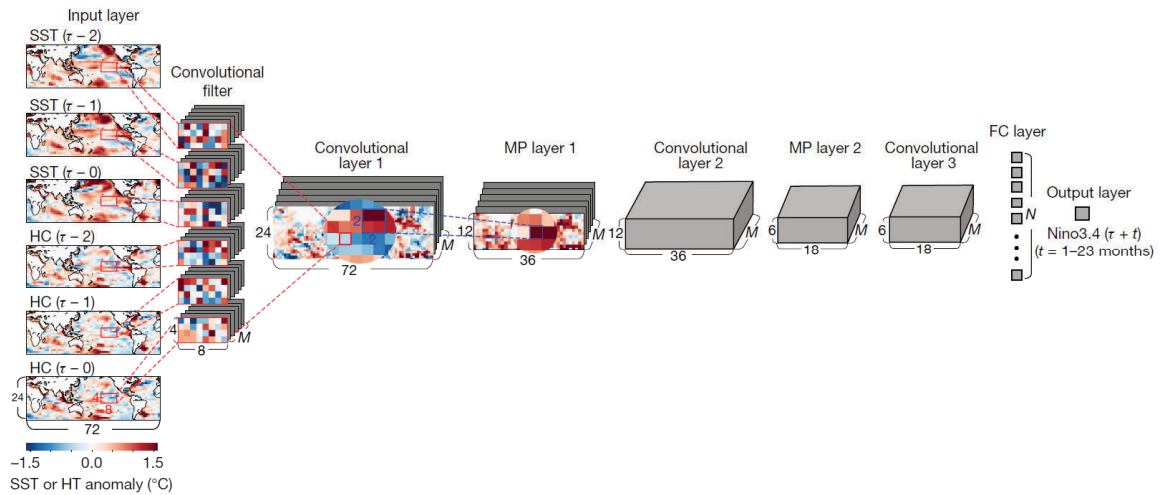 Input layer
SST (τ − 2)
SST (τ − 1)
SST (τ − 0)
HC (τ − 2)
HC (τ − 1)
HC (τ − 0)
24
72
4
8
−1.5 0.0 1.5
SST or HT anomaly (°C)
Convolutional
filter
4
8
M
Convolutional
layer 1
2
2
24
72
M
MP layer 1
12
36
M
Convolutional
layer 2
12
36
M
MP layer 2
6
18
M
Convolutional
layer 3
6
18
M
FC layer
N
Output layer
Nino3.4 (τ + t)
(t = 1–23 months)